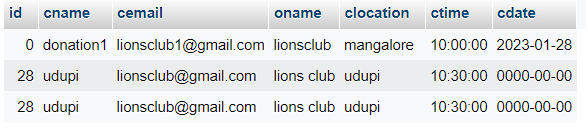 id cname cemail oname clocation ctime cdate
0 donation1 lionsclub1@gmail.com lionsclub mangalore 10:00:00 2023-01-28
28 udupi lionsclub@gmail.com lions club udupi 10:30:00 0000-00-00
28 udupi lionsclub@gmail.com lions club udupi 10:30:00 0000-00-00